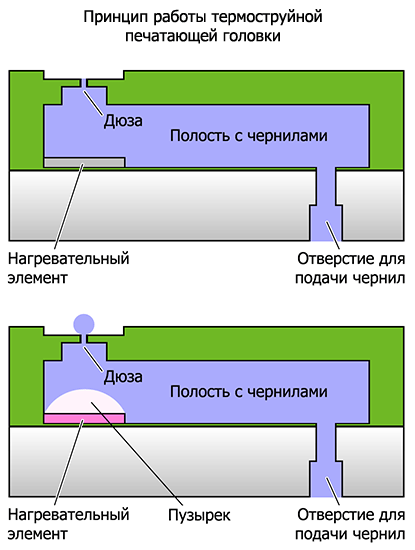 Принцип работы термоструйной
печатающей головки
Дюза
Полость с чернилами
Нагревательный
элемент
Отверстие для
подачи чернил
Дюза
Полость с чернилами
Нагревательный
элемент
Пузырек
Отверстие для
подачи чернил